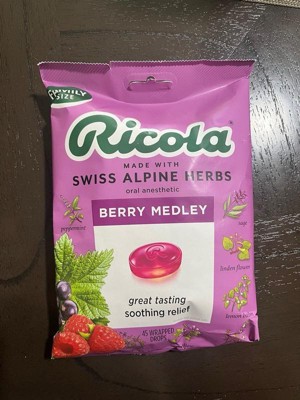 FAMILY
SIZE
Ricola
MADE WITH
SWISS ALPINE HERBS
oral anesthetic
BERRY MEDLEY
peppermint
sage
linden flower
great tasting
soothing relief
45 WRAPPED
DROPS